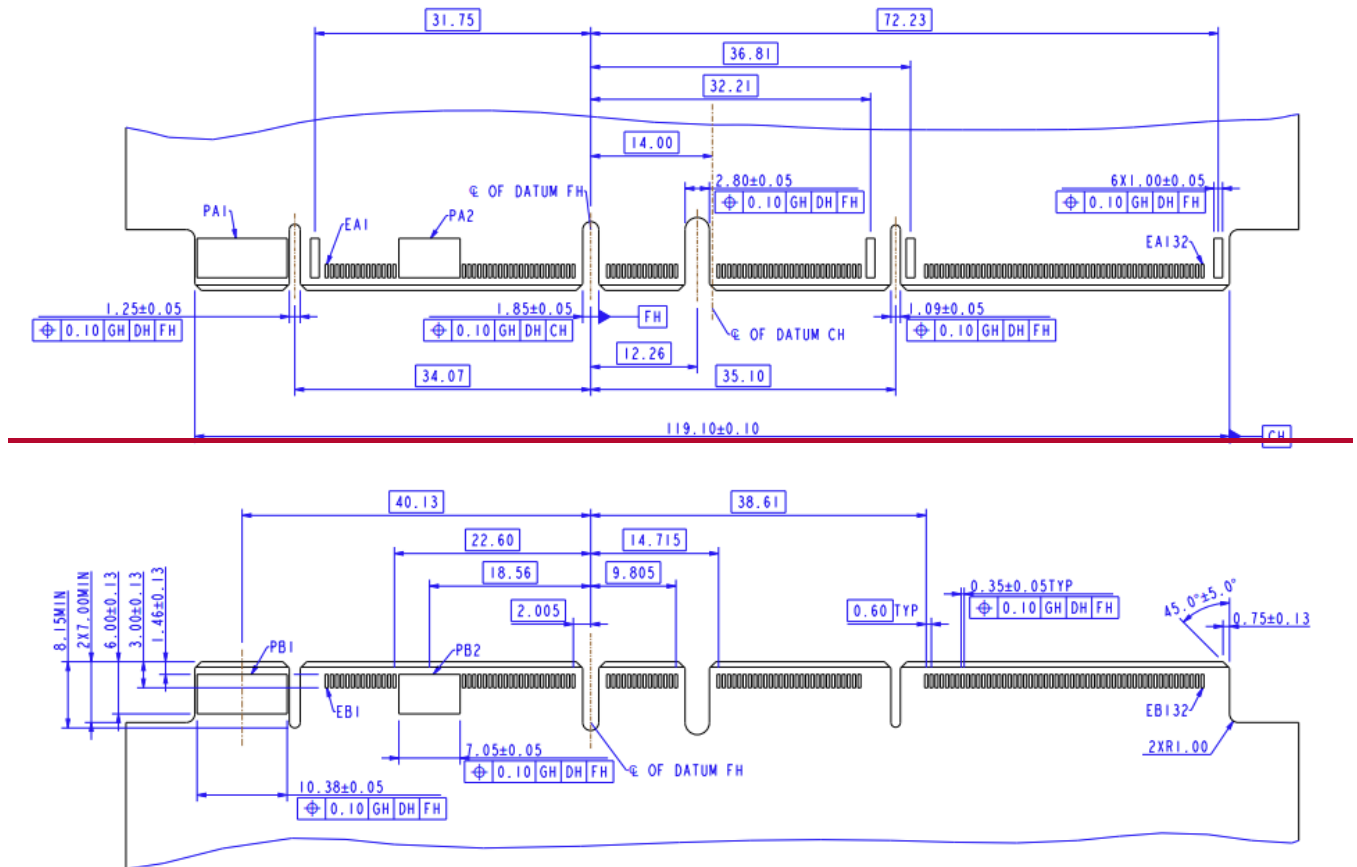 31.75
72.23
36.81
32.21
14.00
℄ OF DATUM FH
2.80±0.05
⌖ 0.10 GH DH FH
6X1.00±0.05
⌖ 0.10 GH DH FH
PA1
EA1
PA2
EA132
1.25±0.05
⌖ 0.10 GH DH FH
1.85±0.05
⌖ 0.10 GH DH CH
FH
℄ OF DATUM CH
1.09±0.05
⌖ 0.10 GH DH FH
12.26
34.07
35.10
119.10±0.10
CH
40.13
38.61
22.60
14.715
18.56
9.805
2.005
0.60 TYP
0.35±0.05TYP
⌖ 0.10 GH DH FH
45.0°±5.0°
0.75±0.13
8.15MIN
2X7.00MIN
6.00±0.13
3.00±0.13
1.46±0.13
PB1
PB2
EB1
EB132
2XR1.00
7.05±0.05
⌖ 0.10 GH DH FH
℄ OF DATUM FH
10.38±0.05
⌖ 0.10 GH DH FH